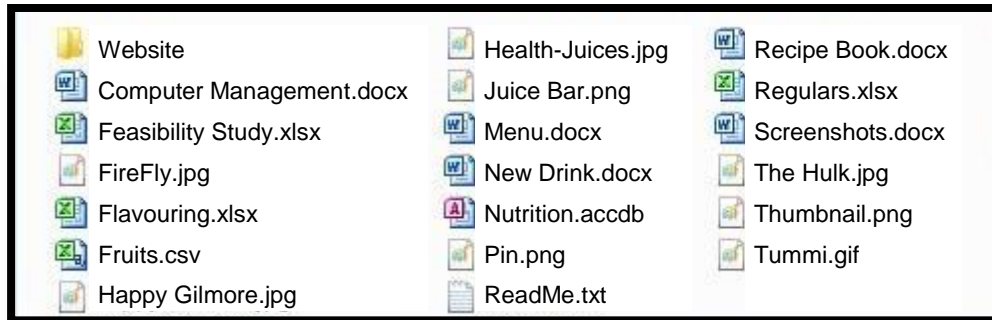 Website
Computer Management.docx
Feasibility Study.xlsx
FireFly.jpg
Flavouring.xlsx
Fruits.csv
Happy Gilmore.jpg
Health-Juices.jpg
Juice Bar.png
Menu.docx
New Drink.docx
Nutrition.accdb
Pin.png
ReadMe.txt
Recipe Book.docx
Regulars.xlsx
Screenshots.docx
The Hulk.jpg
Thumbnail.png
Tummi.gif